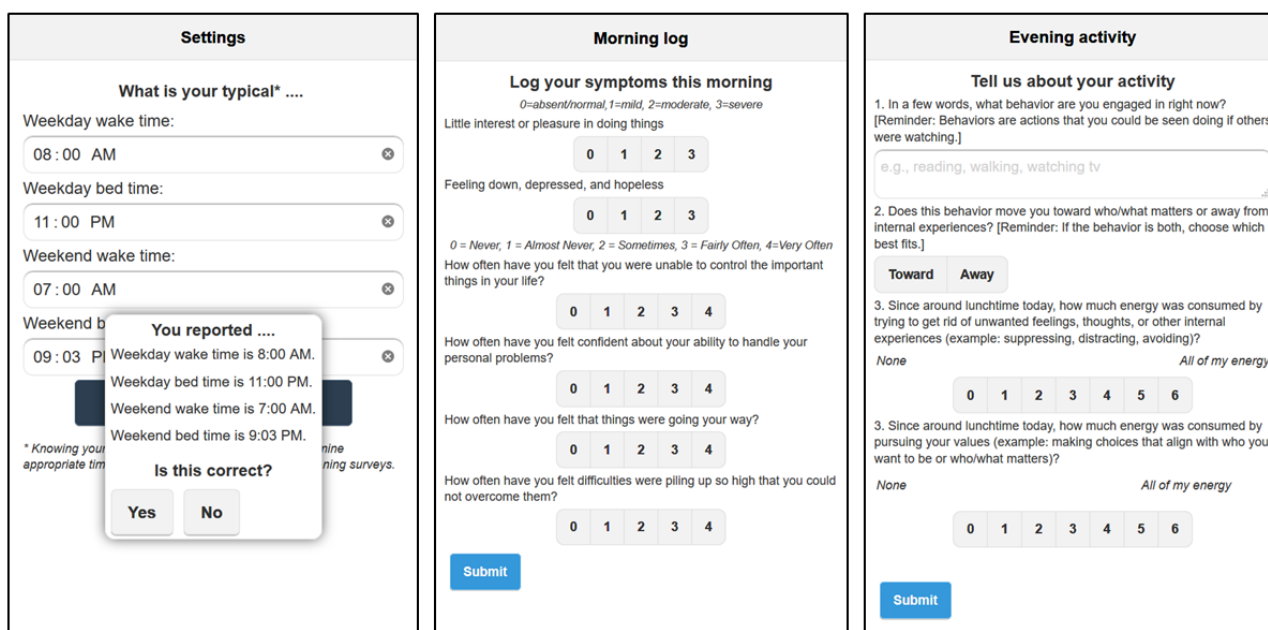 Settings
What is your typical* ....
Weekday wake time:
08:00 AM
Weekday bed time:
11:00 PM
Weekend wake time:
07:00 AM
Weekend b
09:03 P
You reported ....
Weekday wake time is 8:00 AM.
Weekday bed time is 11:00 PM.
Weekend wake time is 7:00 AM.
Weekend bed time is 9:03 PM.
Is this correct?
Yes No
* Knowing your
appropriate tim
ning surveys.
Morning log
Log your symptoms this morning
0=absent/normal,1=mild, 2=moderate, 3=severe
Little interest or pleasure in doing things
0 1 2 3
Feeling down, depressed, and hopeless
0 1 2 3
0 = Never, 1 = Almost Never, 2 = Sometimes, 3 = Fairly Often, 4=Very Often
How often have you felt that you were unable to control the important
things in your life?
0 1 2 3 4
How often have you felt confident about your ability to handle your
personal problems?
0 1 2 3 4
How often have you felt that things were going your way?
0 1 2 3 4
How often have you felt difficulties were piling up so high that you could
not overcome them?
0 1 2 3 4
Submit
Evening activity
Tell us about your activity
1. In a few words, what behavior are you engaged in right now?
[Reminder: Behaviors are actions that you could be seen doing if others
were watching.]
e.g., reading, walking, watching tv
2. Does this behavior move you toward who/what matters or away from
internal experiences? [Reminder: If the behavior is both, choose which
best fits.]
Toward Away
3. Since around lunchtime today, how much energy was consumed by
trying to get rid of unwanted feelings, thoughts, or other internal
experiences (example: suppressing, distracting, avoiding)?
None All of my energy
0 1 2 3 4 5 6
3. Since around lunchtime today, how much energy was consumed by
pursuing your values (example: making choices that align with who you
want to be or who/what matters)?
None All of my energy
0 1 2 3 4 5 6
Submit